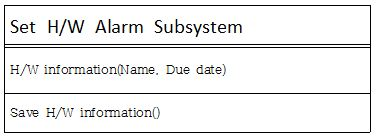 Set H/W Alarm Subsystem
H/W information(Name, Due date)
Save H/W information()